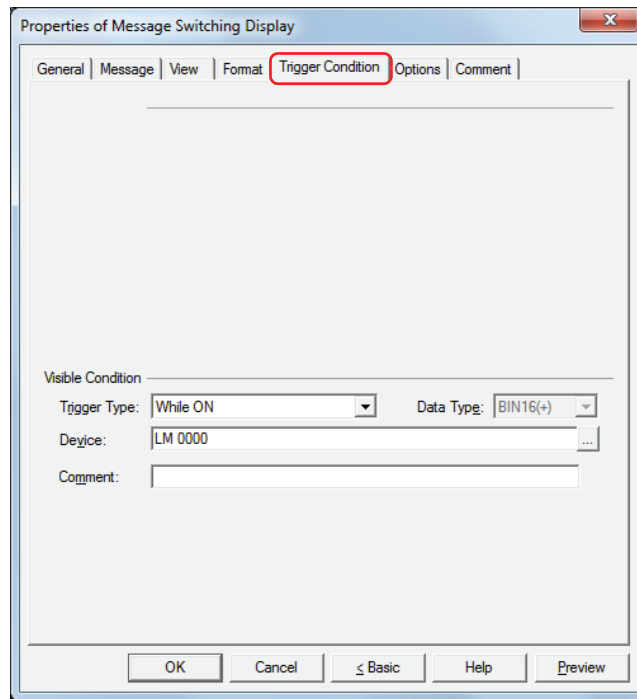 Properties of Message Switching Display
General Message View Format Trigger Condition Options Comment
Visible Condition
Trigger Type: While ON Data Type: BIN16(+)
Device: LM 0000 ...
Comment:
OK Cancel < Basic Help Preview